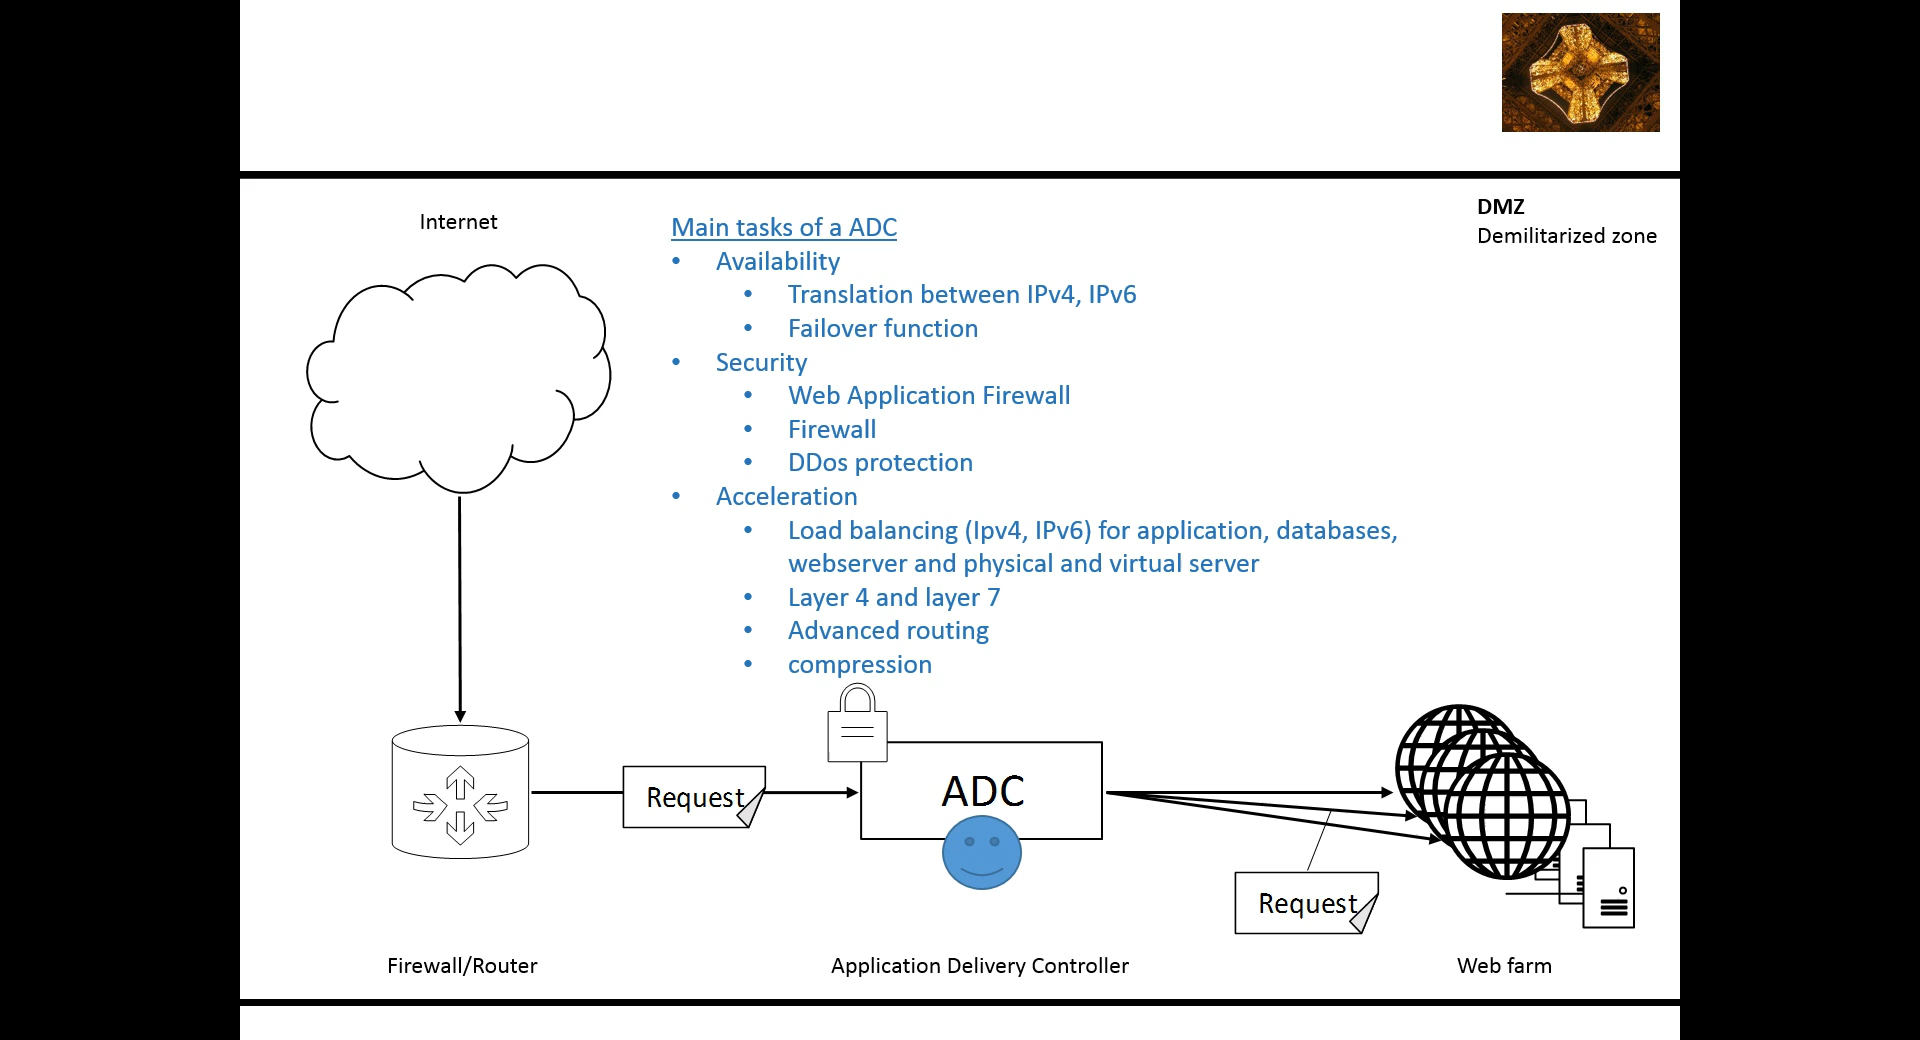 Internet
Main tasks of a ADC
• Availability
• Translation between IPv4, IPv6
• Failover function
• Security
• Web Application Firewall
• Firewall
• DDos protection
• Acceleration
• Load balancing (Ipv4, IPv6) for application, databases,
webserver and physical and virtual server
• Layer 4 and layer 7
• Advanced routing
• compression
DMZ
Demilitarized zone
Request
ADC
Request
Firewall/Router
Application Delivery Controller
Web farm